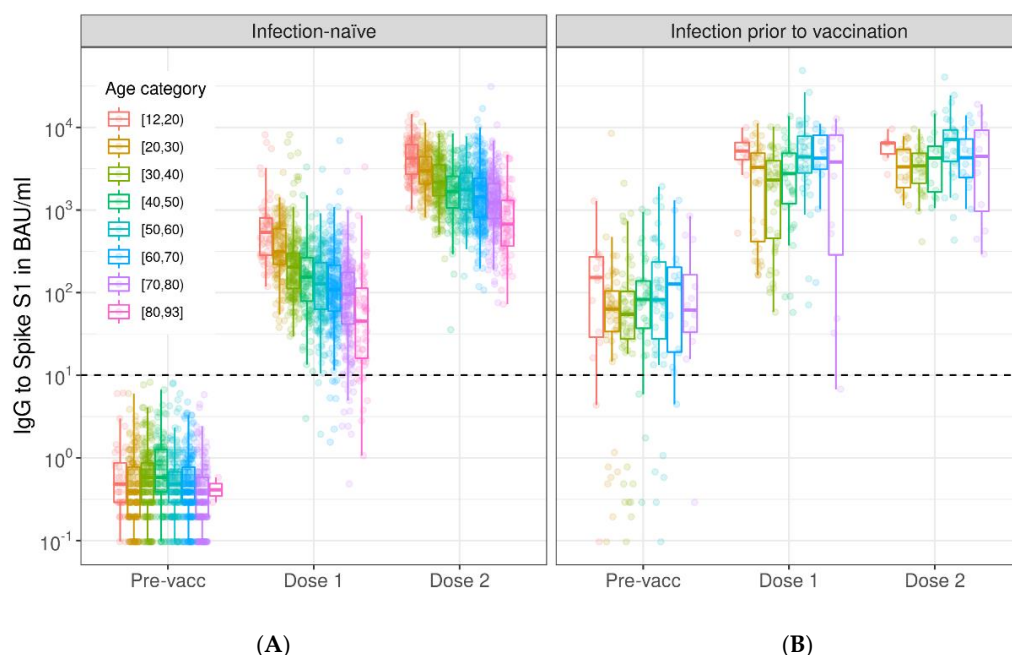 Infection-naïve
Infection prior to vaccination
Age category
[12,20)
[20,30)
[30,40)
[40,50)
[50,60)
[60,70)
[70,80)
[80,93)
IgG to Spike S1 in BAU/ml
10⁴
10³
10²
10¹
10⁰
10⁻¹
Pre-vacc Dose 1 Dose 2
Pre-vacc Dose 1 Dose 2
(A) (B)